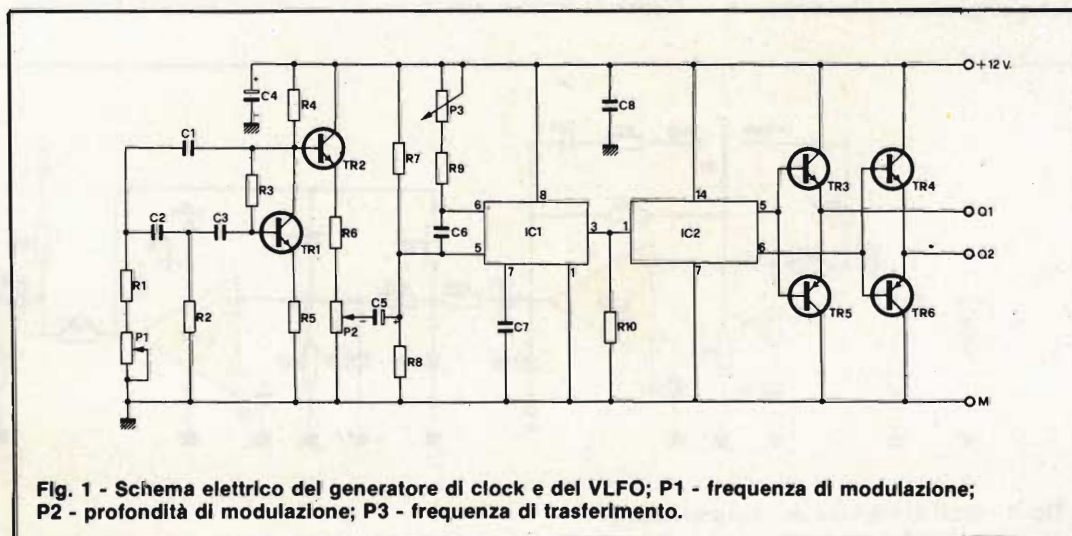 +12 V.
C4
R4
P3
C8
C1
TR2
R7
TR3
TR4
R3
R9
8
14
C2
C3
TR1
6
C6
5
Q1
R6
IC1
3
1
IC2
5
6
Q2
R1
R2
7
1
7
P1
R5
P2
C5
C7
R10
TR5
TR6
R8
M
Fig. 1 - Schema elettrico del generatore di clock e del VLFO; P1 - frequenza di modulazione;
P2 - profondità di modulazione; P3 - frequenza di trasferimento.